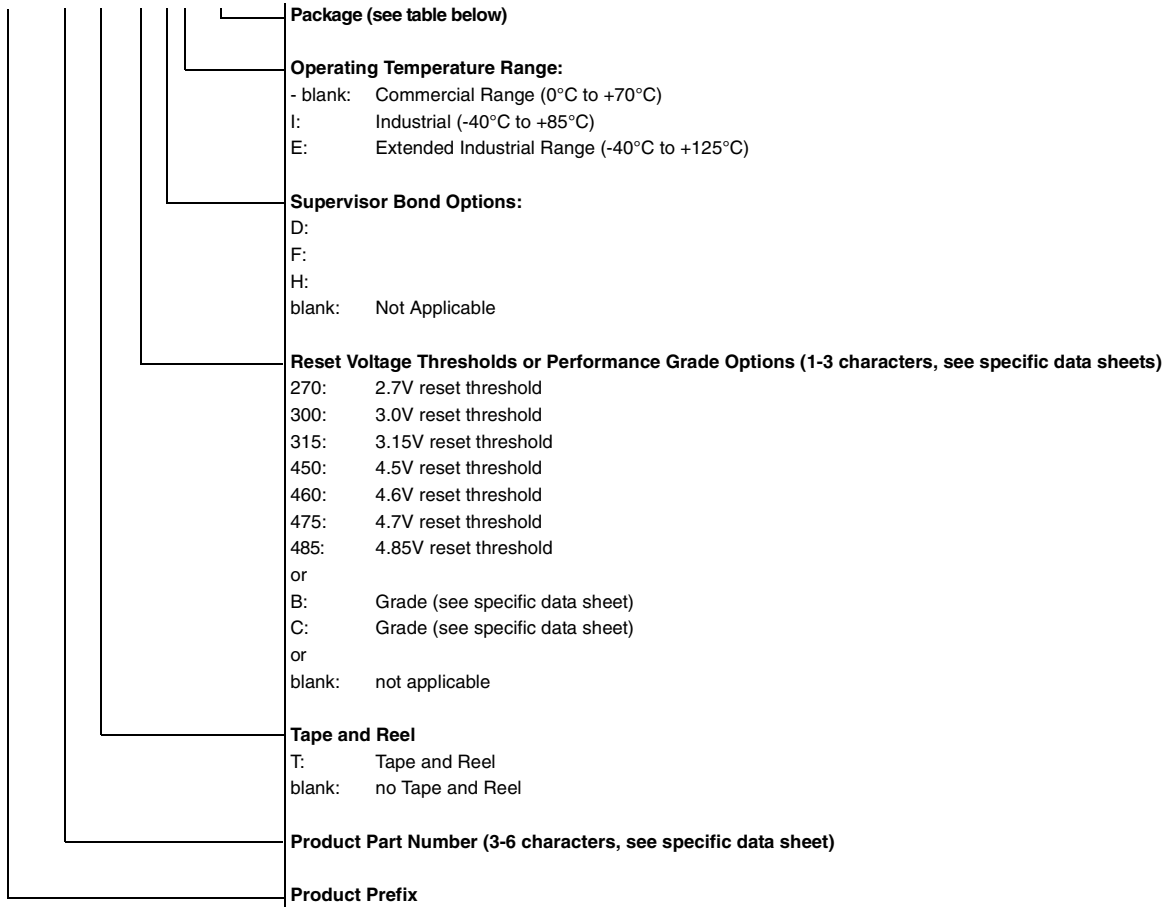 Package (see table below)
Operating Temperature Range:
- blank: Commercial Range (0°C to +70°C)
I: Industrial (-40°C to +85°C)
E: Extended Industrial Range (-40°C to +125°C)
Supervisor Bond Options:
D:
F:
H:
blank: Not Applicable
Reset Voltage Thresholds or Performance Grade Options (1-3 characters, see specific data sheets)
270: 2.7V reset threshold
300: 3.0V reset threshold
315: 3.15V reset threshold
450: 4.5V reset threshold
460: 4.6V reset threshold
475: 4.7V reset threshold
485: 4.85V reset threshold
or
B: Grade (see specific data sheet)
C: Grade (see specific data sheet)
or
blank: not applicable
Tape and Reel
T: Tape and Reel
blank: no Tape and Reel
Product Part Number (3-6 characters, see specific data sheet)
Product Prefix